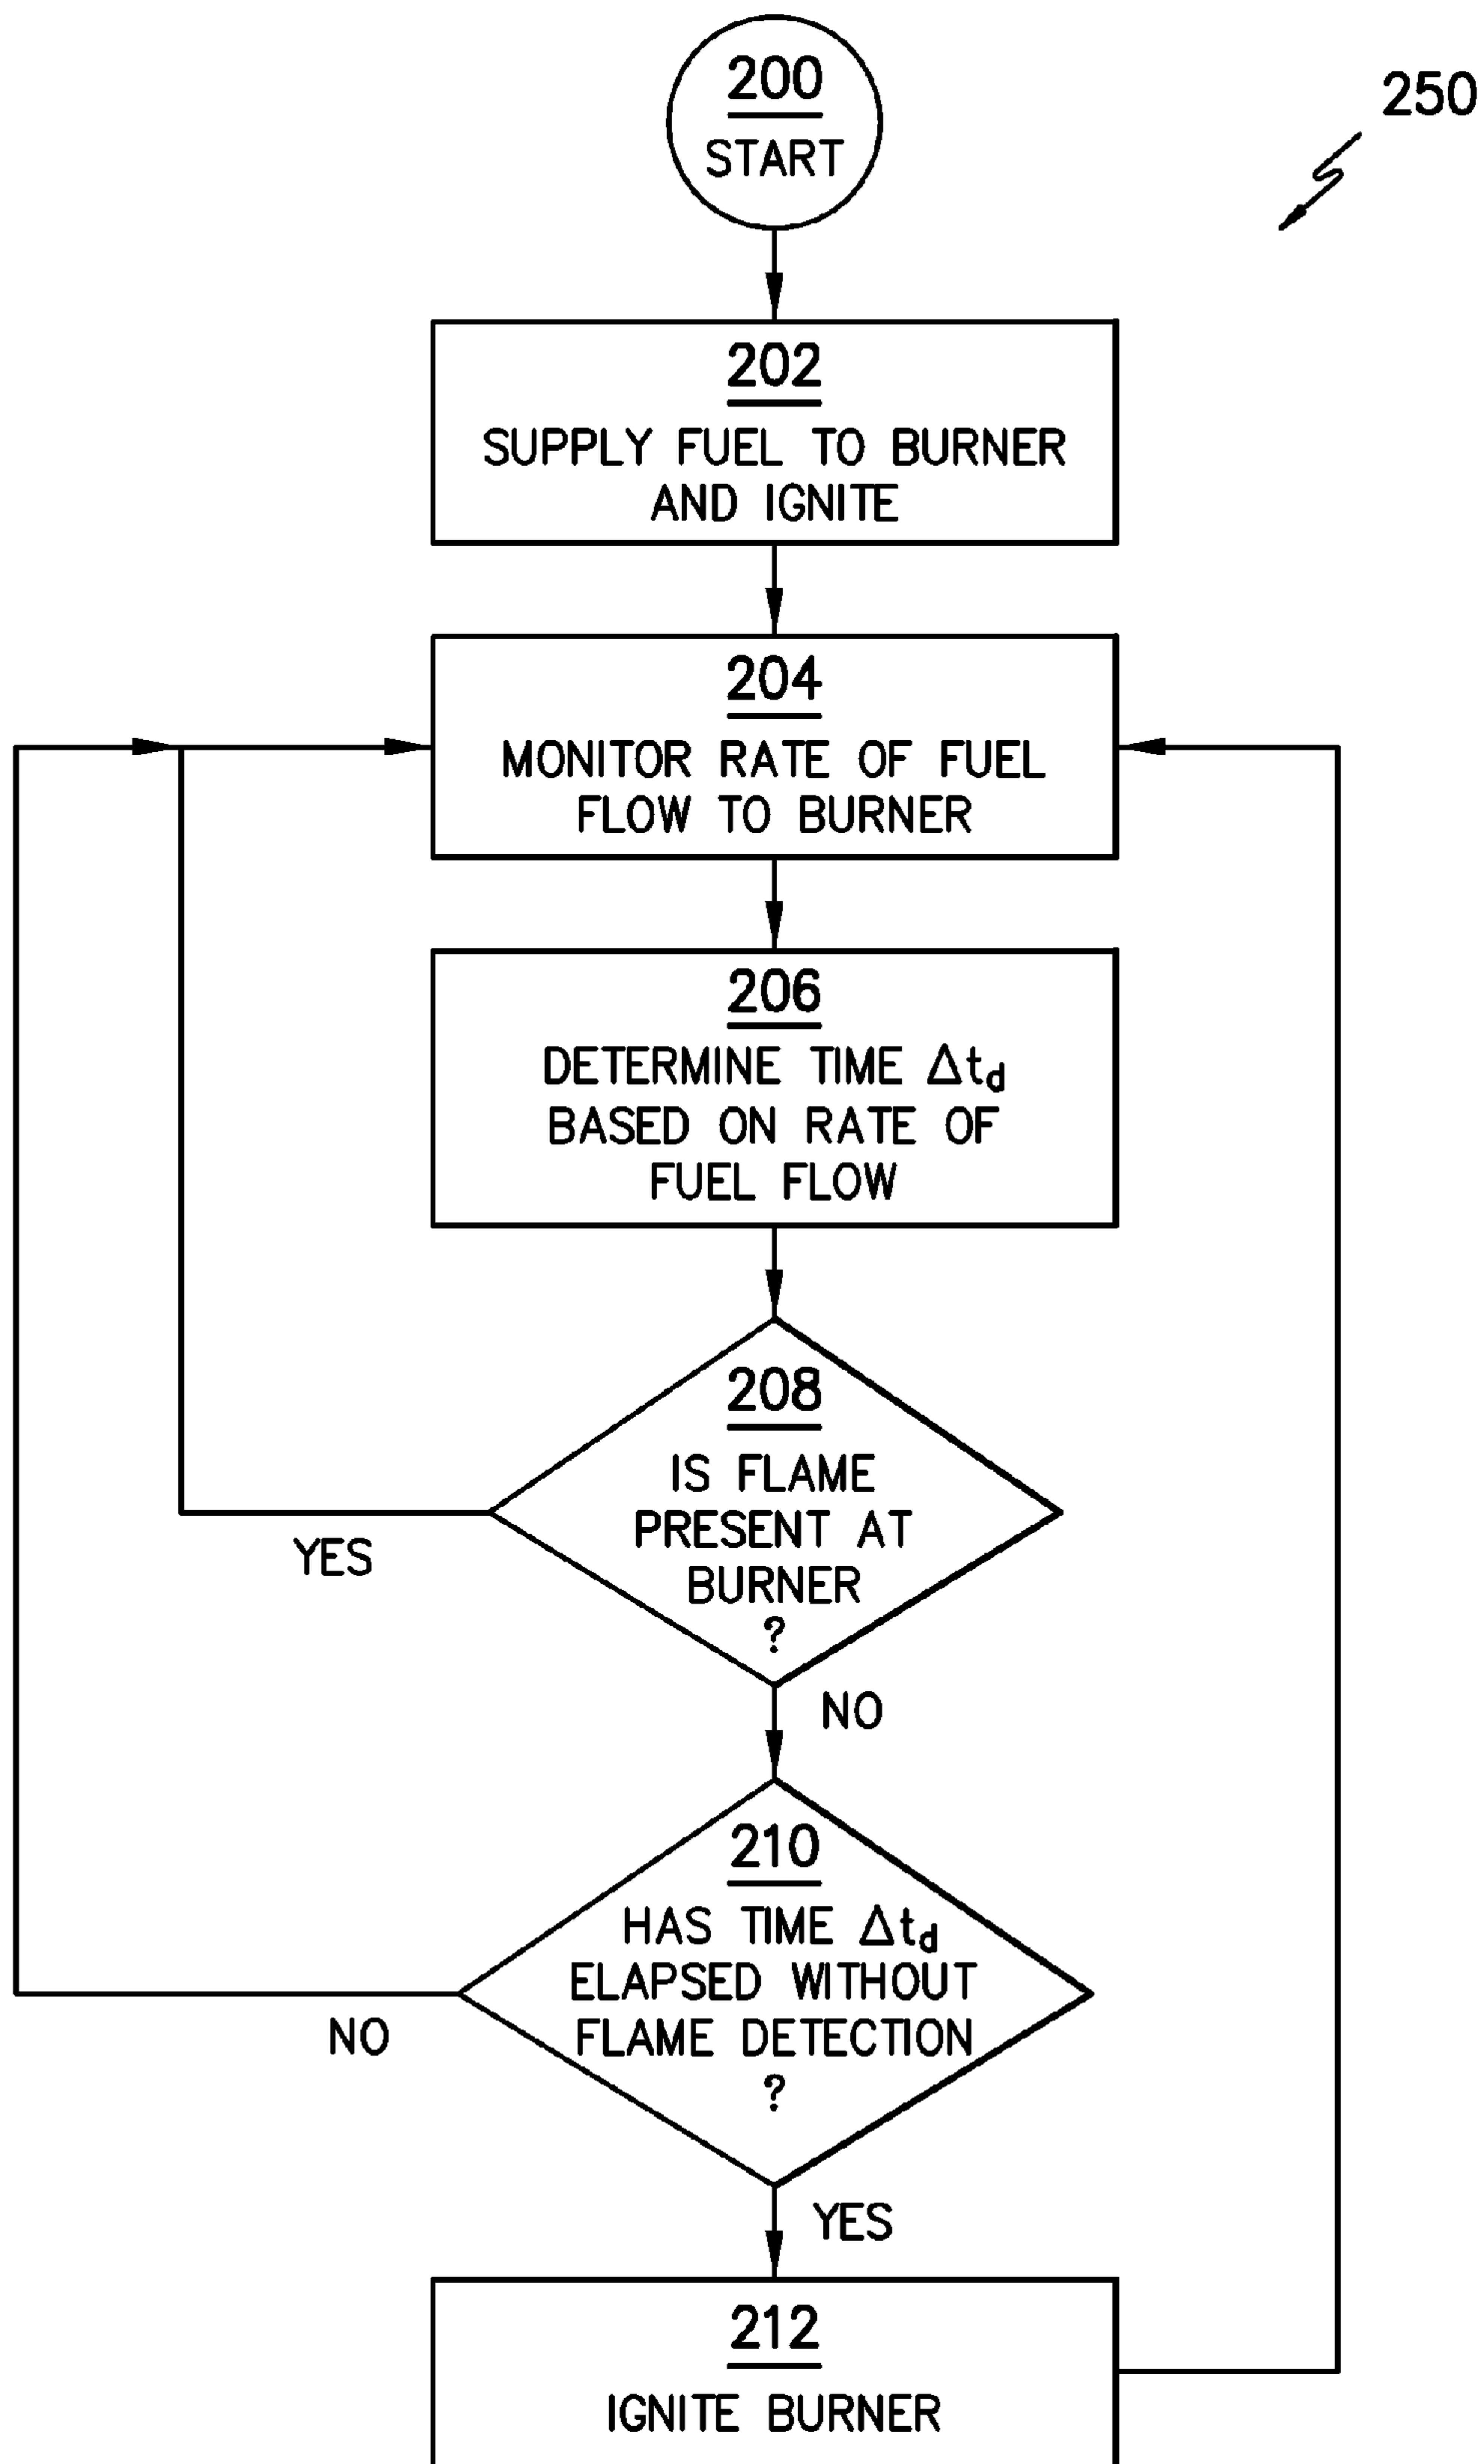 200
START
250
202
SUPPLY FUEL TO BURNER
AND IGNITE
204
MONITOR RATE OF FUEL
FLOW TO BURNER
206
DETERMINE TIME Δtd
BASED ON RATE OF
FUEL FLOW
208
IS FLAME
PRESENT AT
BURNER
?
YES
NO
210
HAS TIME Δtd
ELAPSED WITHOUT
FLAME DETECTION
?
NO
YES
212
IGNITE BURNER